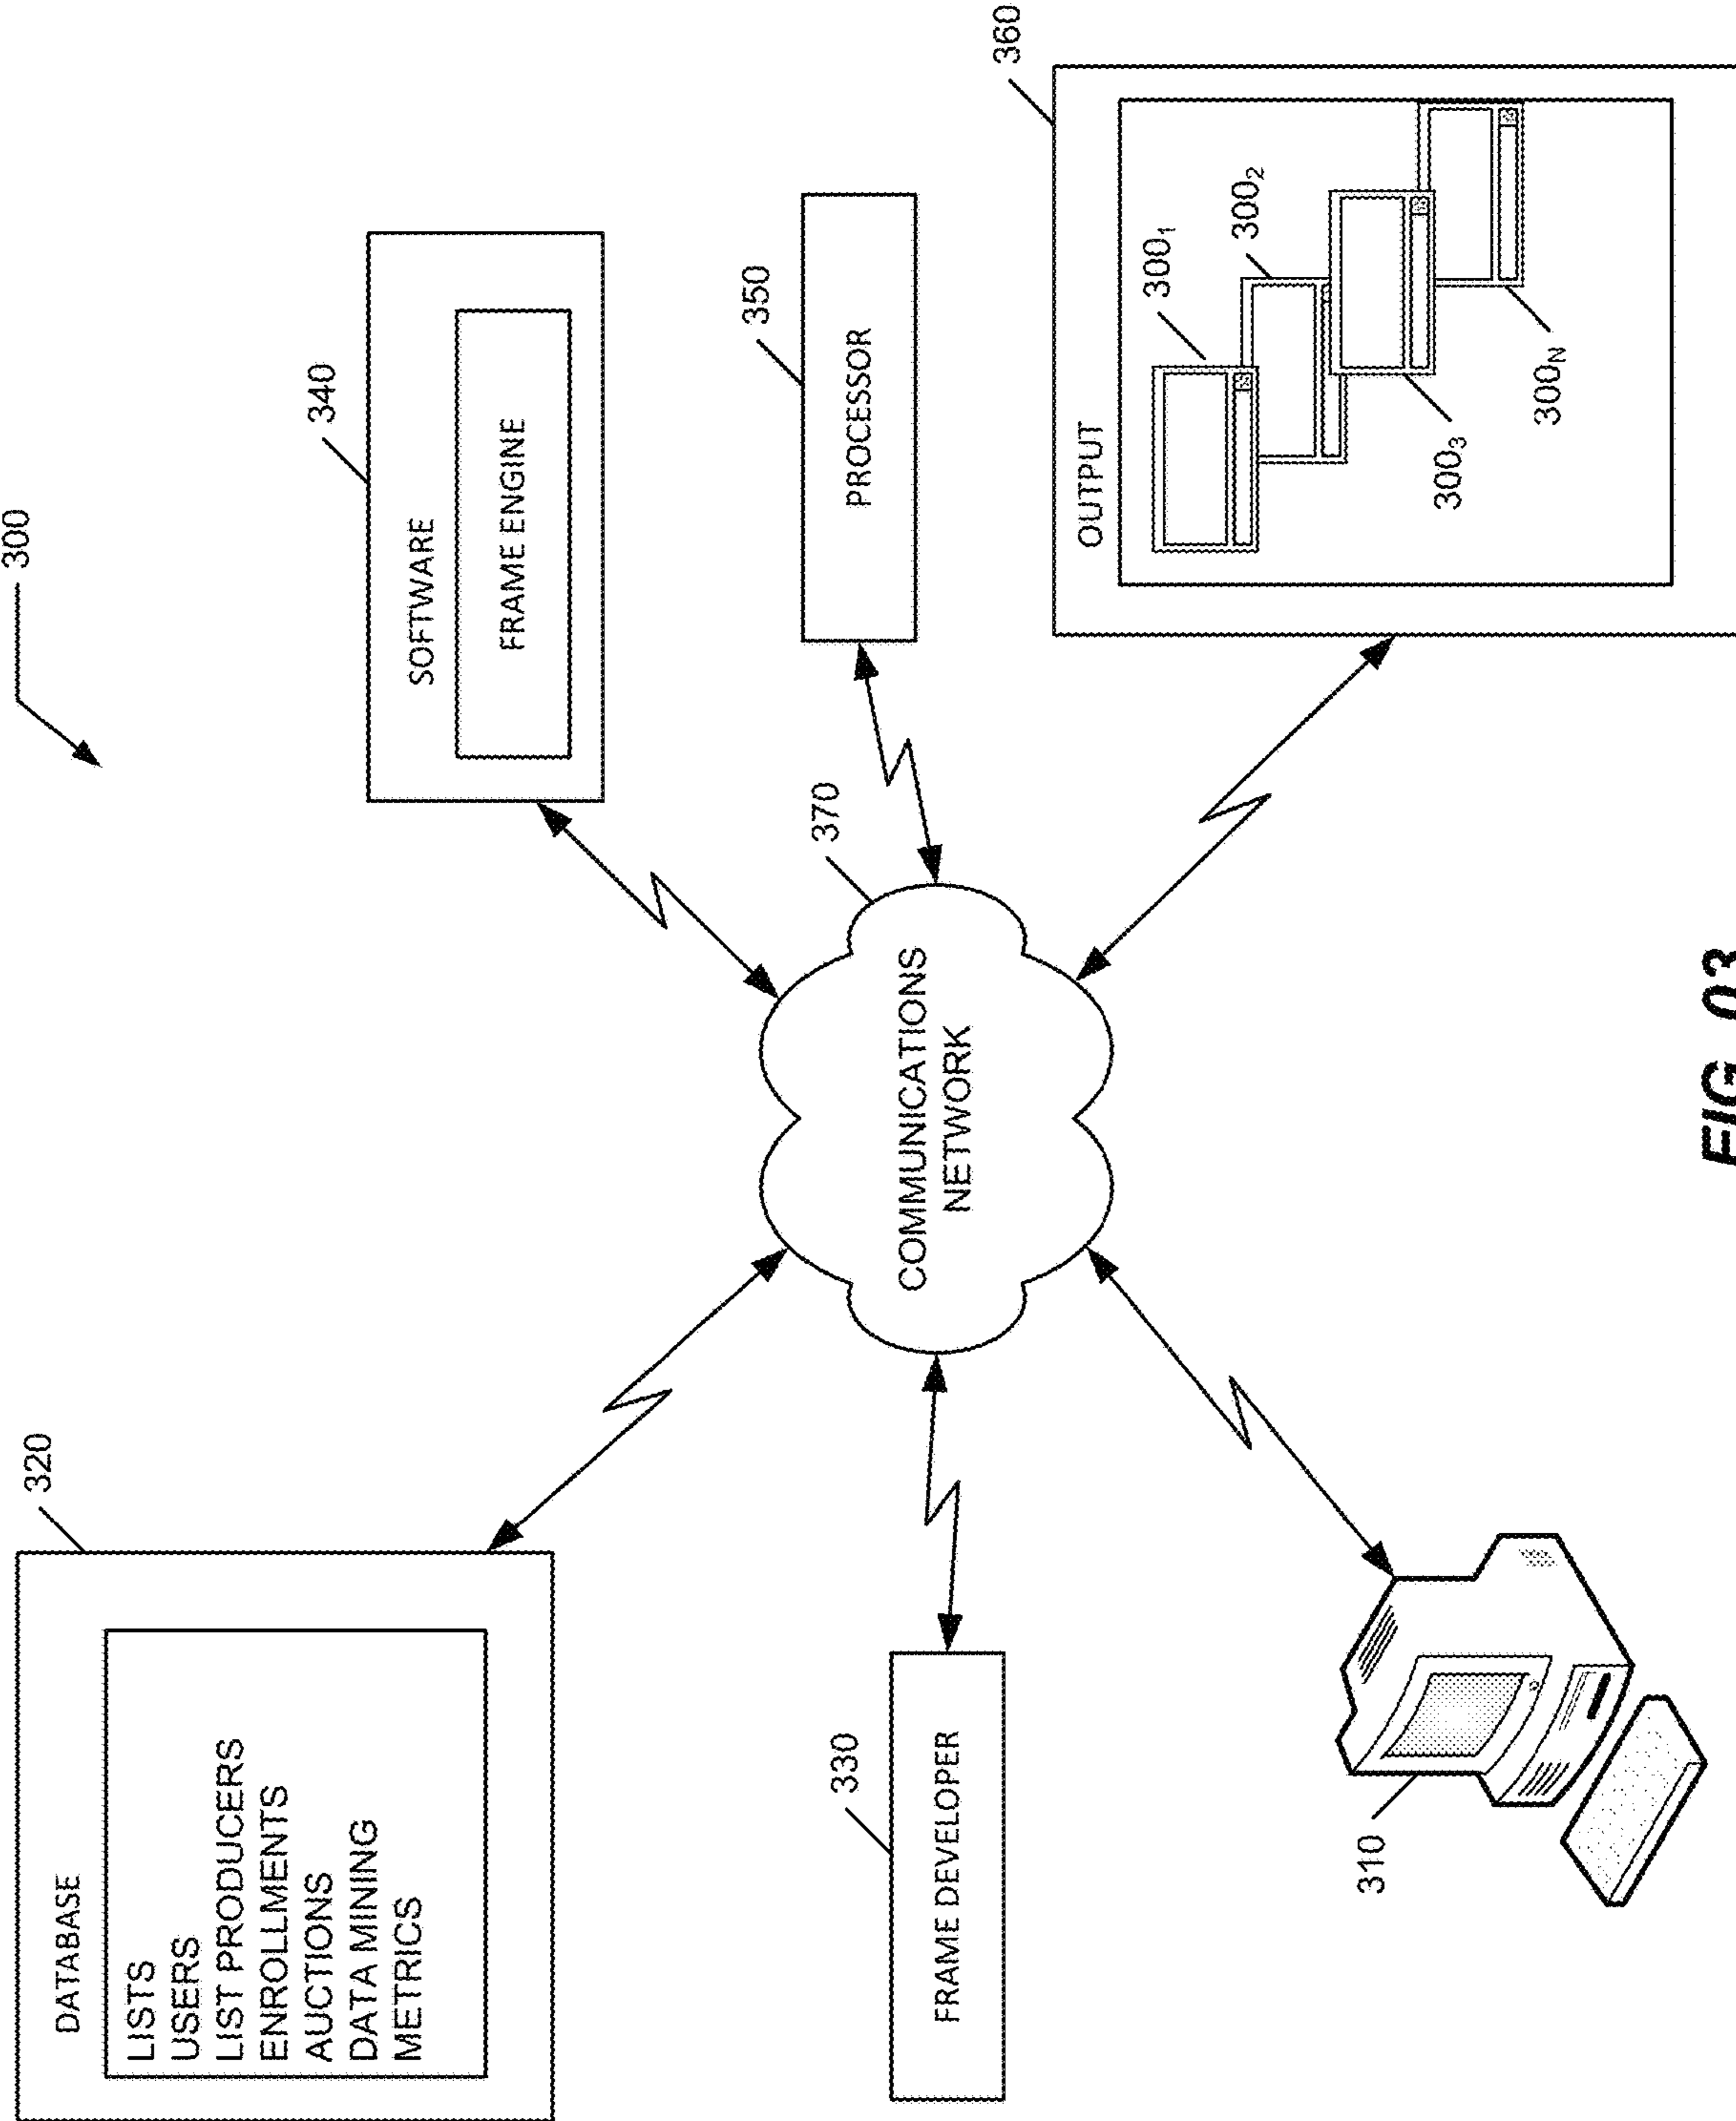 300
320
DATABASE
LISTS
USERS
LIST PRODUCERS
ENROLLMENTS
AUCTIONS
DATA MINING
METRICS
340
SOFTWARE
FRAME ENGINE
330
FRAME DEVELOPER
370
COMMUNICATIONS
NETWORK
350
PROCESSOR
310
360
OUTPUT
300₁
300₂
300₃
300N
FIG. 03